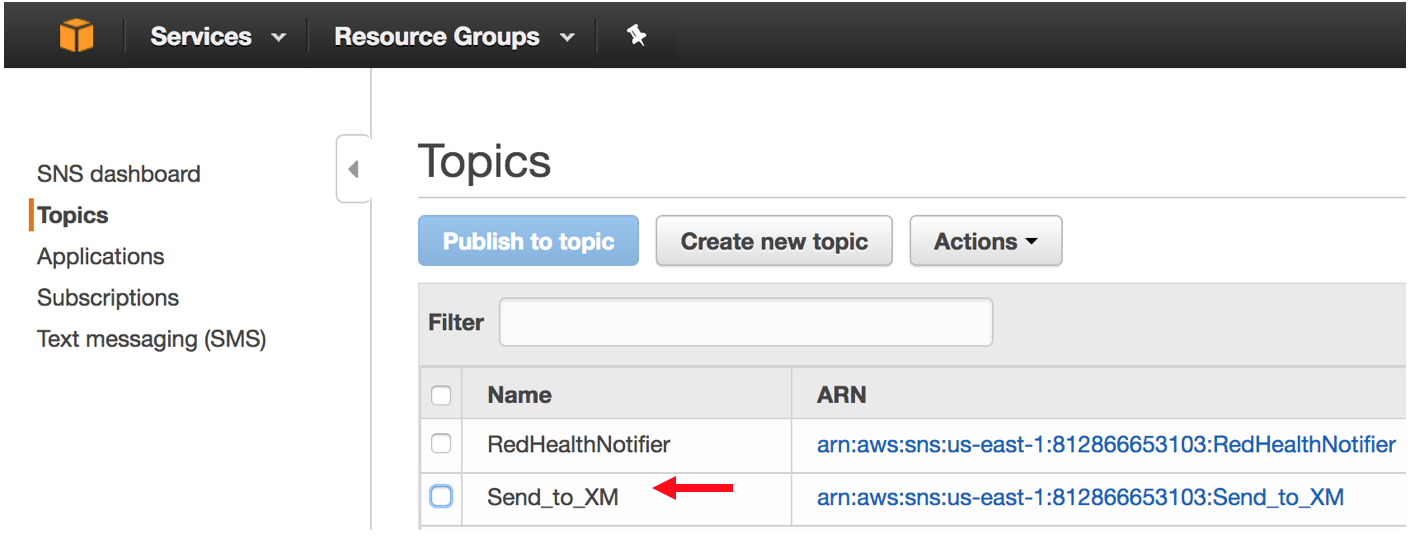 Services Resource Groups
SNS dashboard
Topics
Applications
Subscriptions
Text messaging (SMS)
Topics
Publish to topic Create new topic Actions
Filter
Name ARN
RedHealthNotifier arn:aws:sns:us-east-1:812866653103:RedHealthNotifier
Send_to_XM arn:aws:sns:us-east-1:812866653103:Send_to_XM